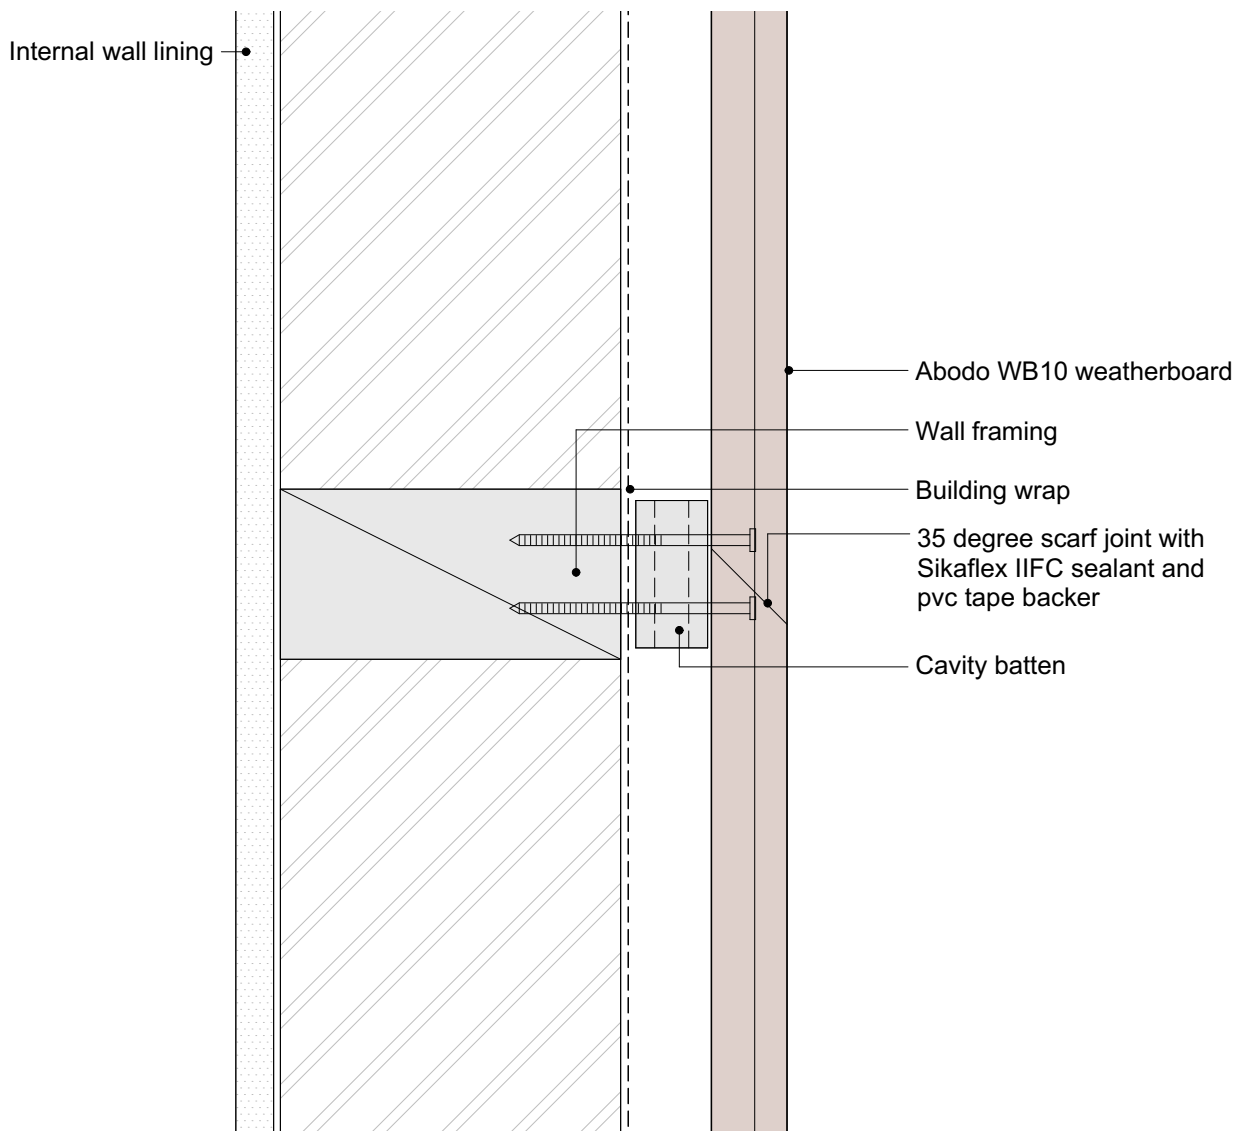 Internal wall lining
Abodo WB10 weatherboard
Wall framing
Building wrap
35 degree scarf joint with
Sikaflex IIFC sealant and
pvc tape backer
Cavity batten